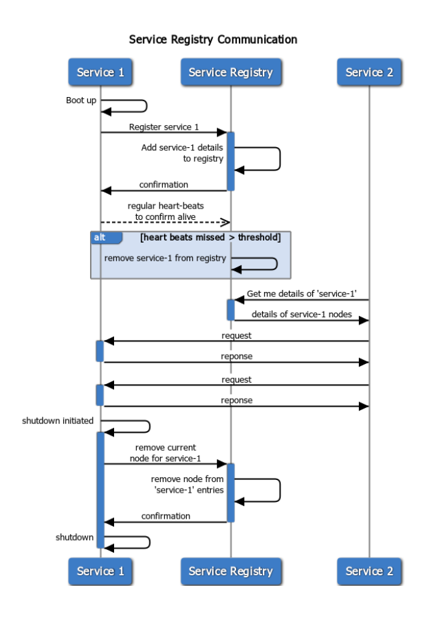 Service Registry Communication
Service 1
Service Registry
Service 2
Boot up
Register service 1
Add service-1 details
to registry
confirmation
regular heart-beats
to confirm alive
alt
[heart beats missed > threshold]
remove service-1 from registry
Get me details of 'service-1'
details of service-1 nodes
request
reponse
request
reponse
shutdown initiated
remove current
node for service-1
remove node from
'service-1' entries
confirmation
shutdown
Service 1
Service Registry
Service 2